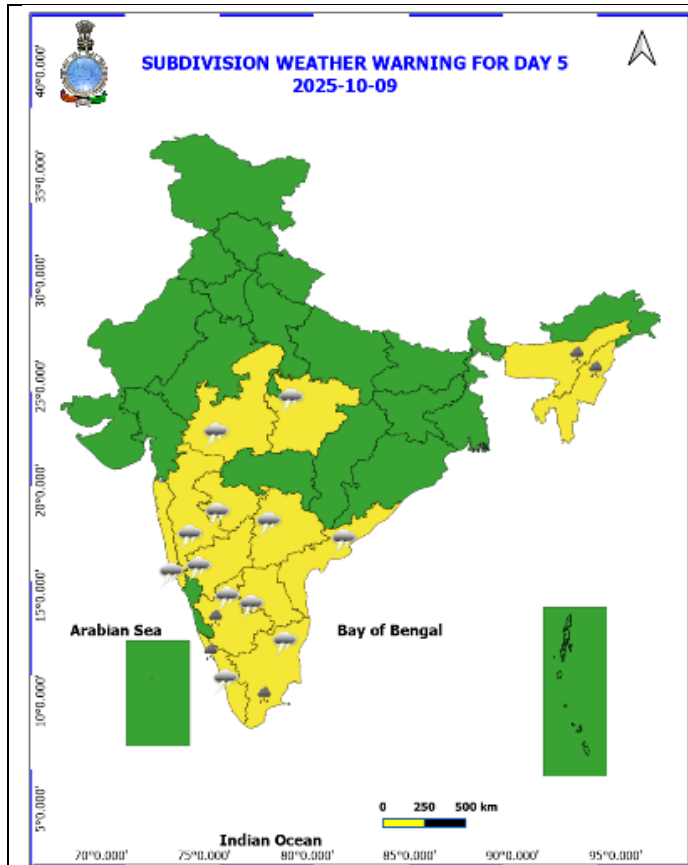 SUBDIVISION WEATHER WARNING FOR DAY 5
2025-10-09
40°0.000'
35°0.000'
30°0.000'
25°0.000'
20°0.000'
15°0.000'
10°0.000'
5°0.000'
Arabian Sea
Bay of Bengal
0 250 500 km
Indian Ocean
70°0.000' 75°0.000' 80°0.000' 85°0.000' 90°0.000' 95°0.000'